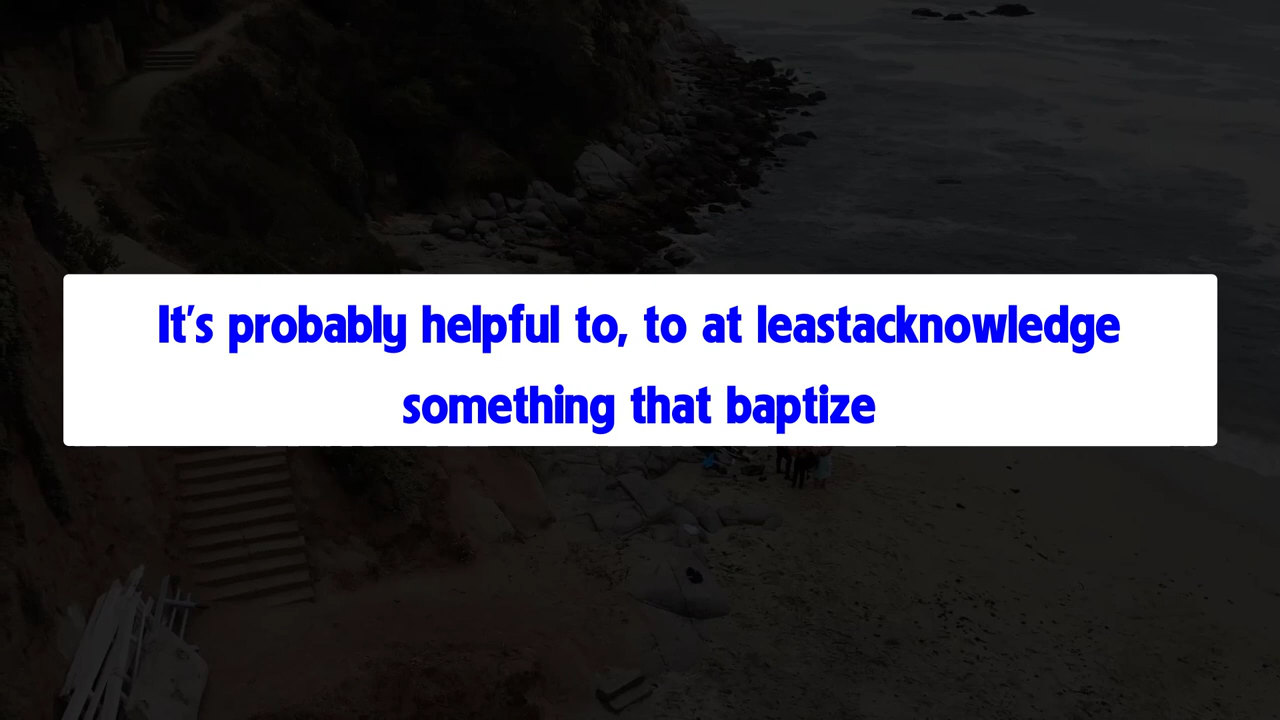 It's probably helpful to, to at leastacknowledge
something that baptize